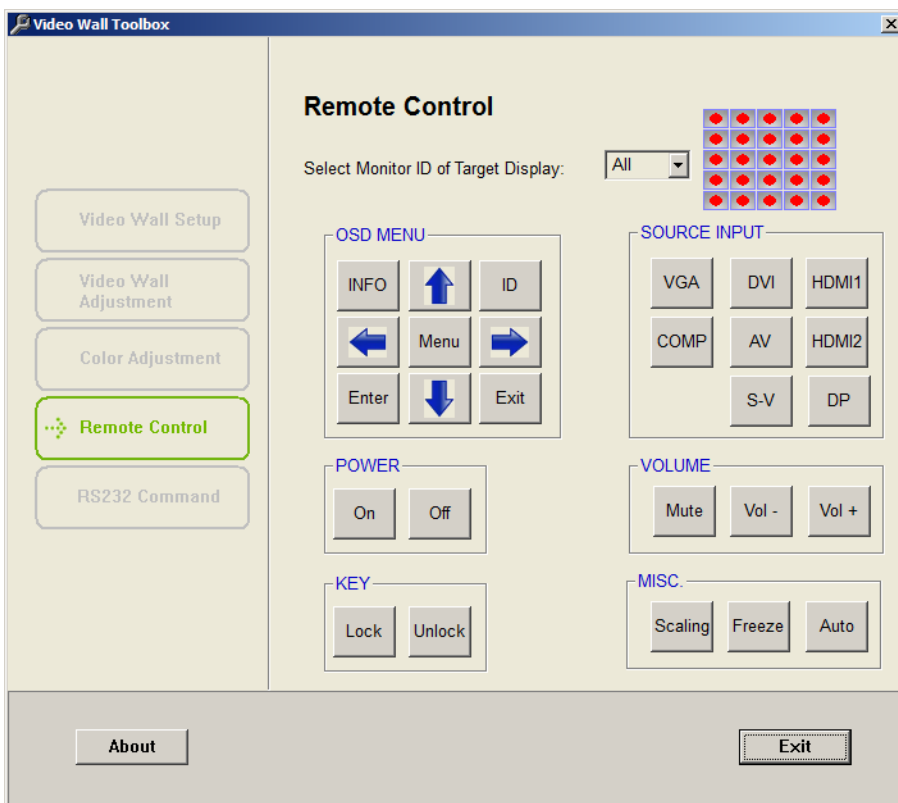 Video Wall Toolbox
Remote Control
Select Monitor ID of Target Display:
All
Video Wall Setup
Video Wall
Adjustment
Color Adjustment
Remote Control
RS232 Command
OSD MENU
INFO
ID
Menu
Enter
Exit
SOURCE INPUT
VGA
DVI
HDMI1
COMP
AV
HDMI2
S-V
DP
POWER
On
Off
VOLUME
Mute
Vol -
Vol +
KEY
Lock
Unlock
MISC.
Scaling
Freeze
Auto
About
Exit